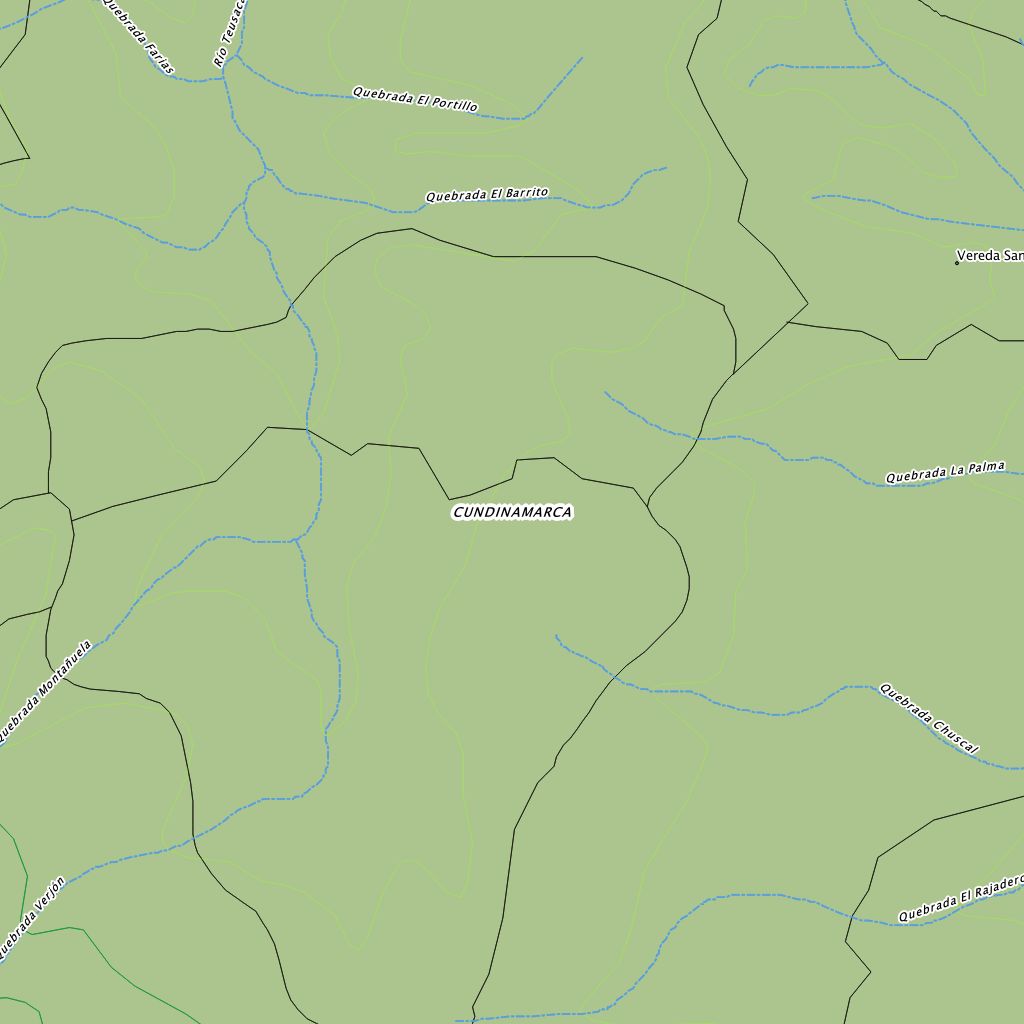 Quebrada Farias
Río Teusaca
Quebrada El Portillo
Quebrada El Barrito
Vereda San
Quebrada La Palma
CUNDINAMARCA
Quebrada Montañuela
Quebrada Chuscal
Quebrada El Rajadero
Quebrada Verjón